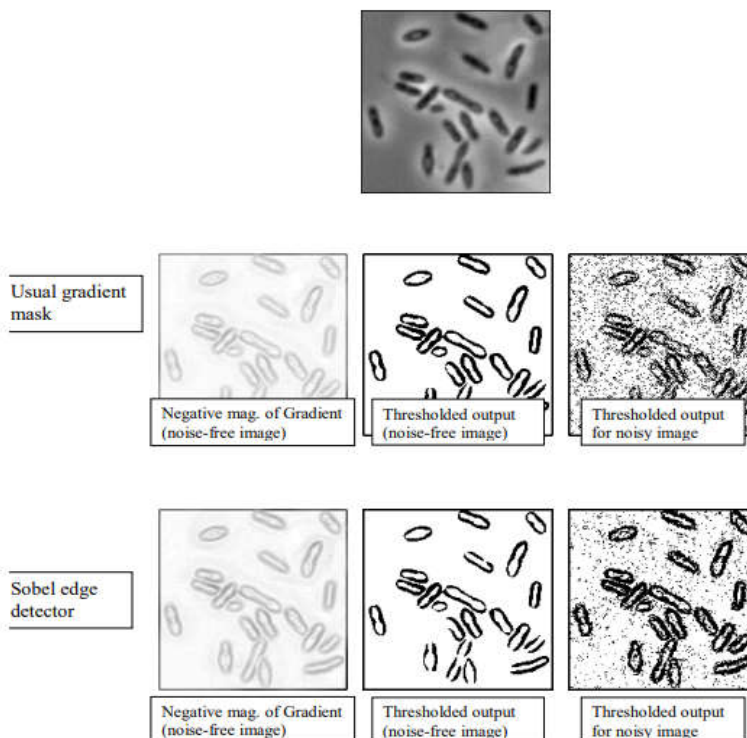 Usual gradient
mask
Negative mag. of Gradient
(noise-free image)
Thresholded output
(noise-free image)
Thresholded output
for noisy image
Sobel edge
detector
Negative mag. of Gradient
(noise-free image)
Thresholded output
(noise-free image)
Thresholded output
for noisy image